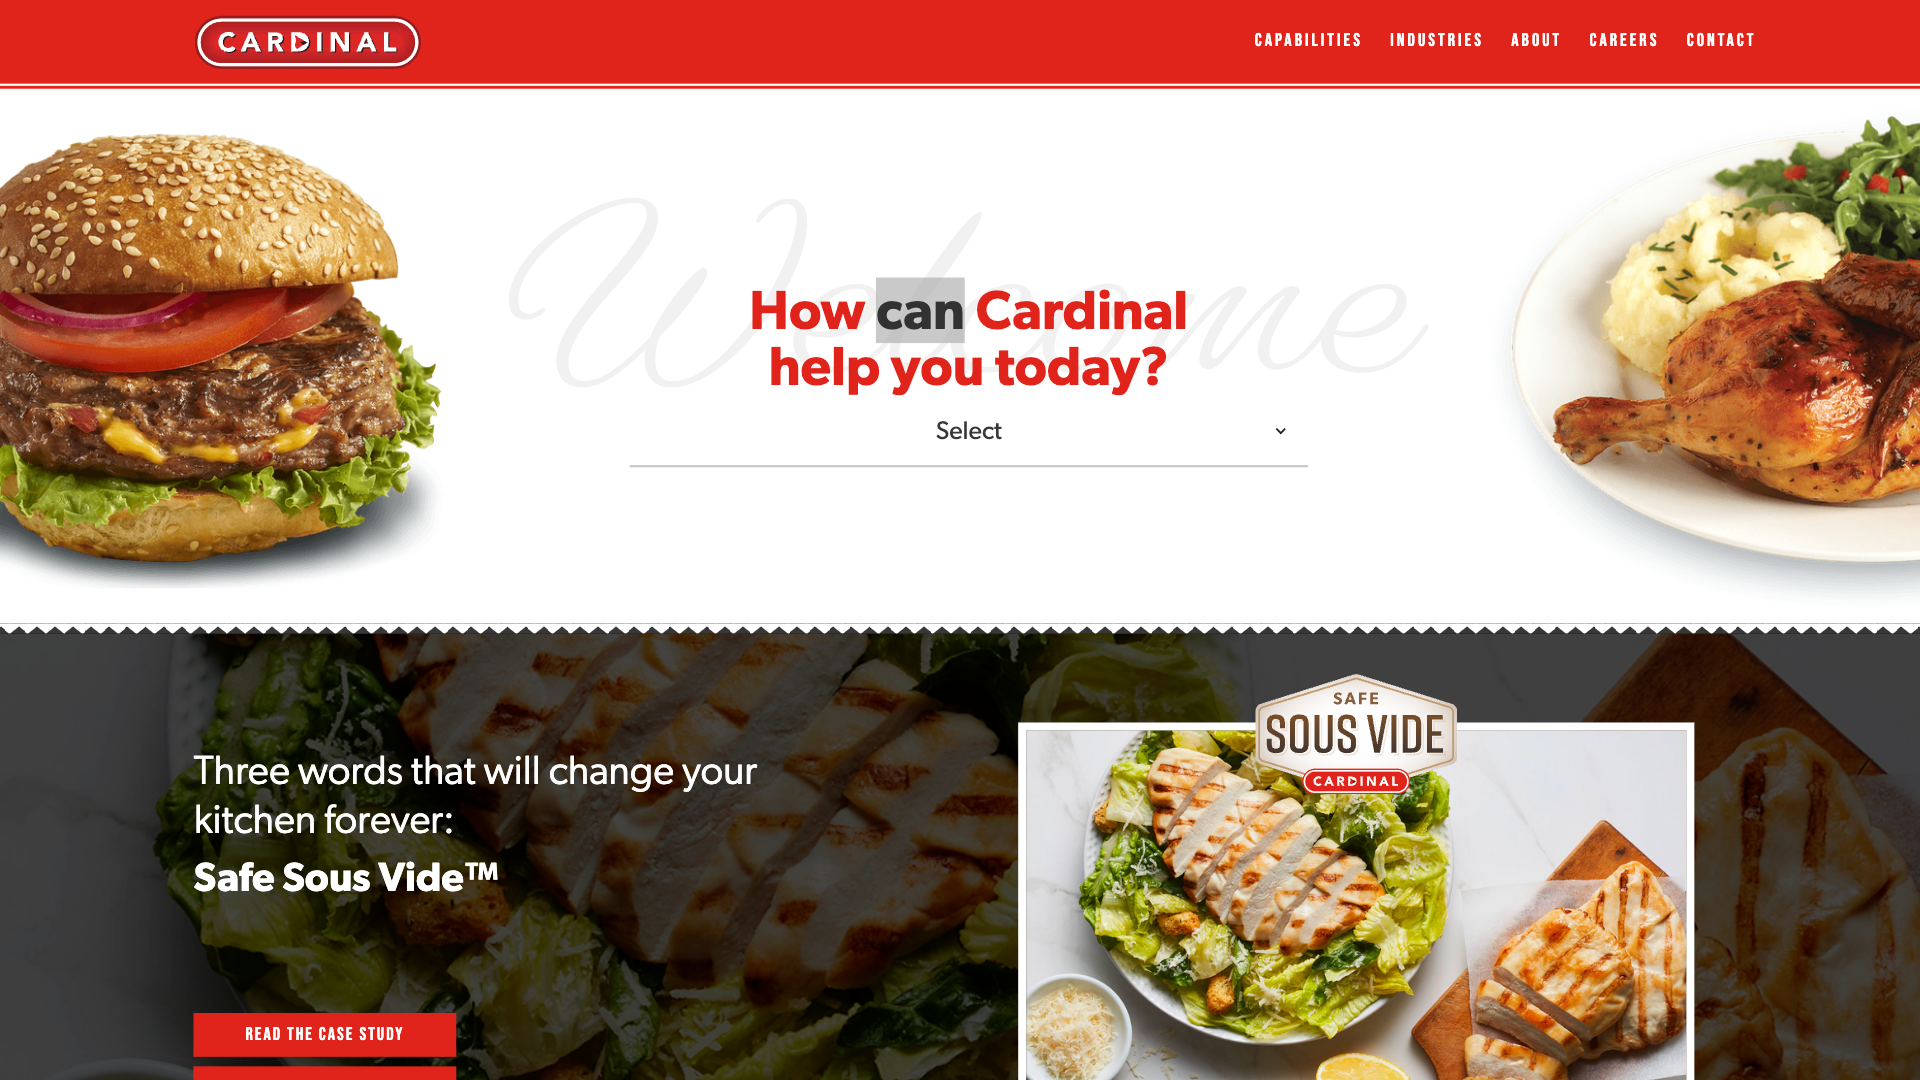 CARDINAL
CAPABILITIES INDUSTRIES ABOUT CAREERS CONTACT
Welcome
How can Cardinal
help you today?
Select
Three words that will change your
kitchen forever:
Safe Sous Vide™
READ THE CASE STUDY
SAFE
SOUS VIDE
CARDINAL